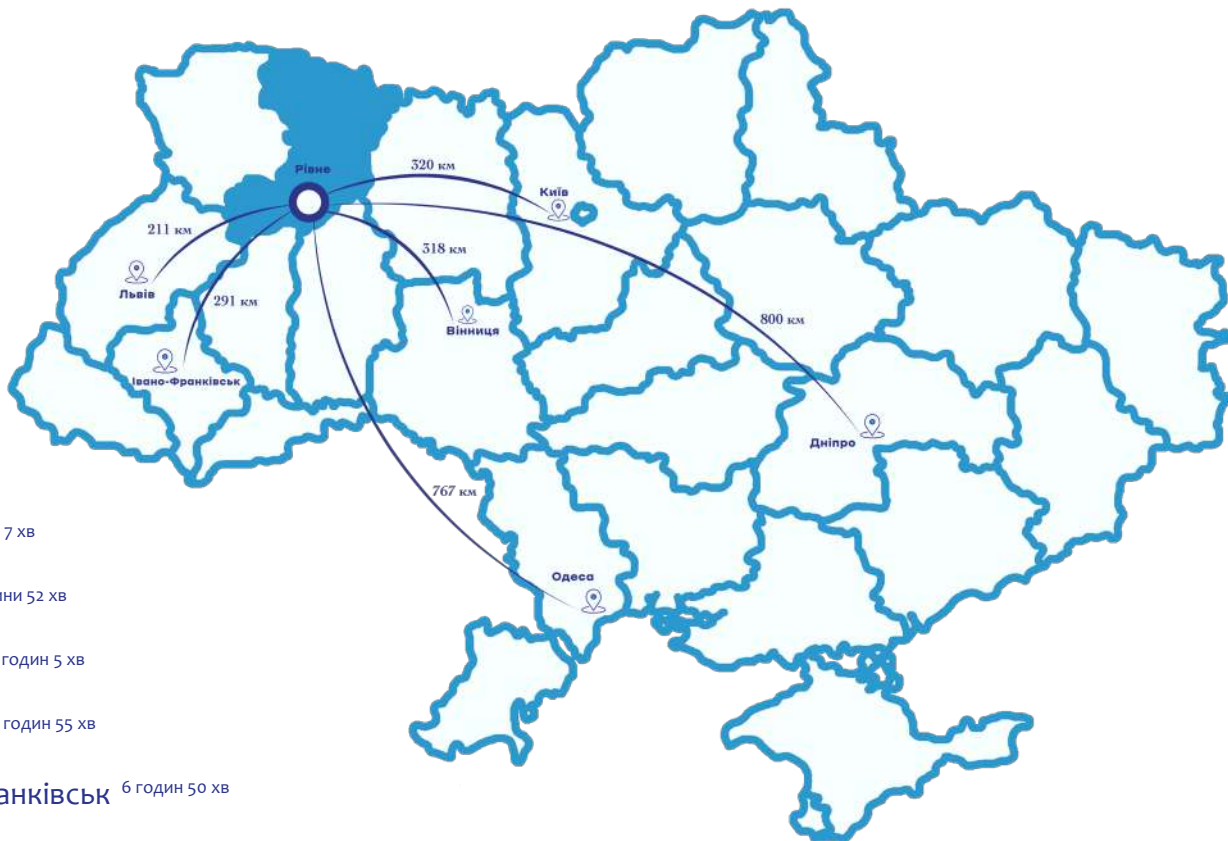 Рівне
320 км
Київ
211 км
318 км
Львів
291 км
Вінниця
800 км
Івано-Франківськ
Дніпро
767 км
7 хв
Одеса
ини 52 хв
годин 5 хв
годин 55 хв
анківськ 6 годин 50 хв